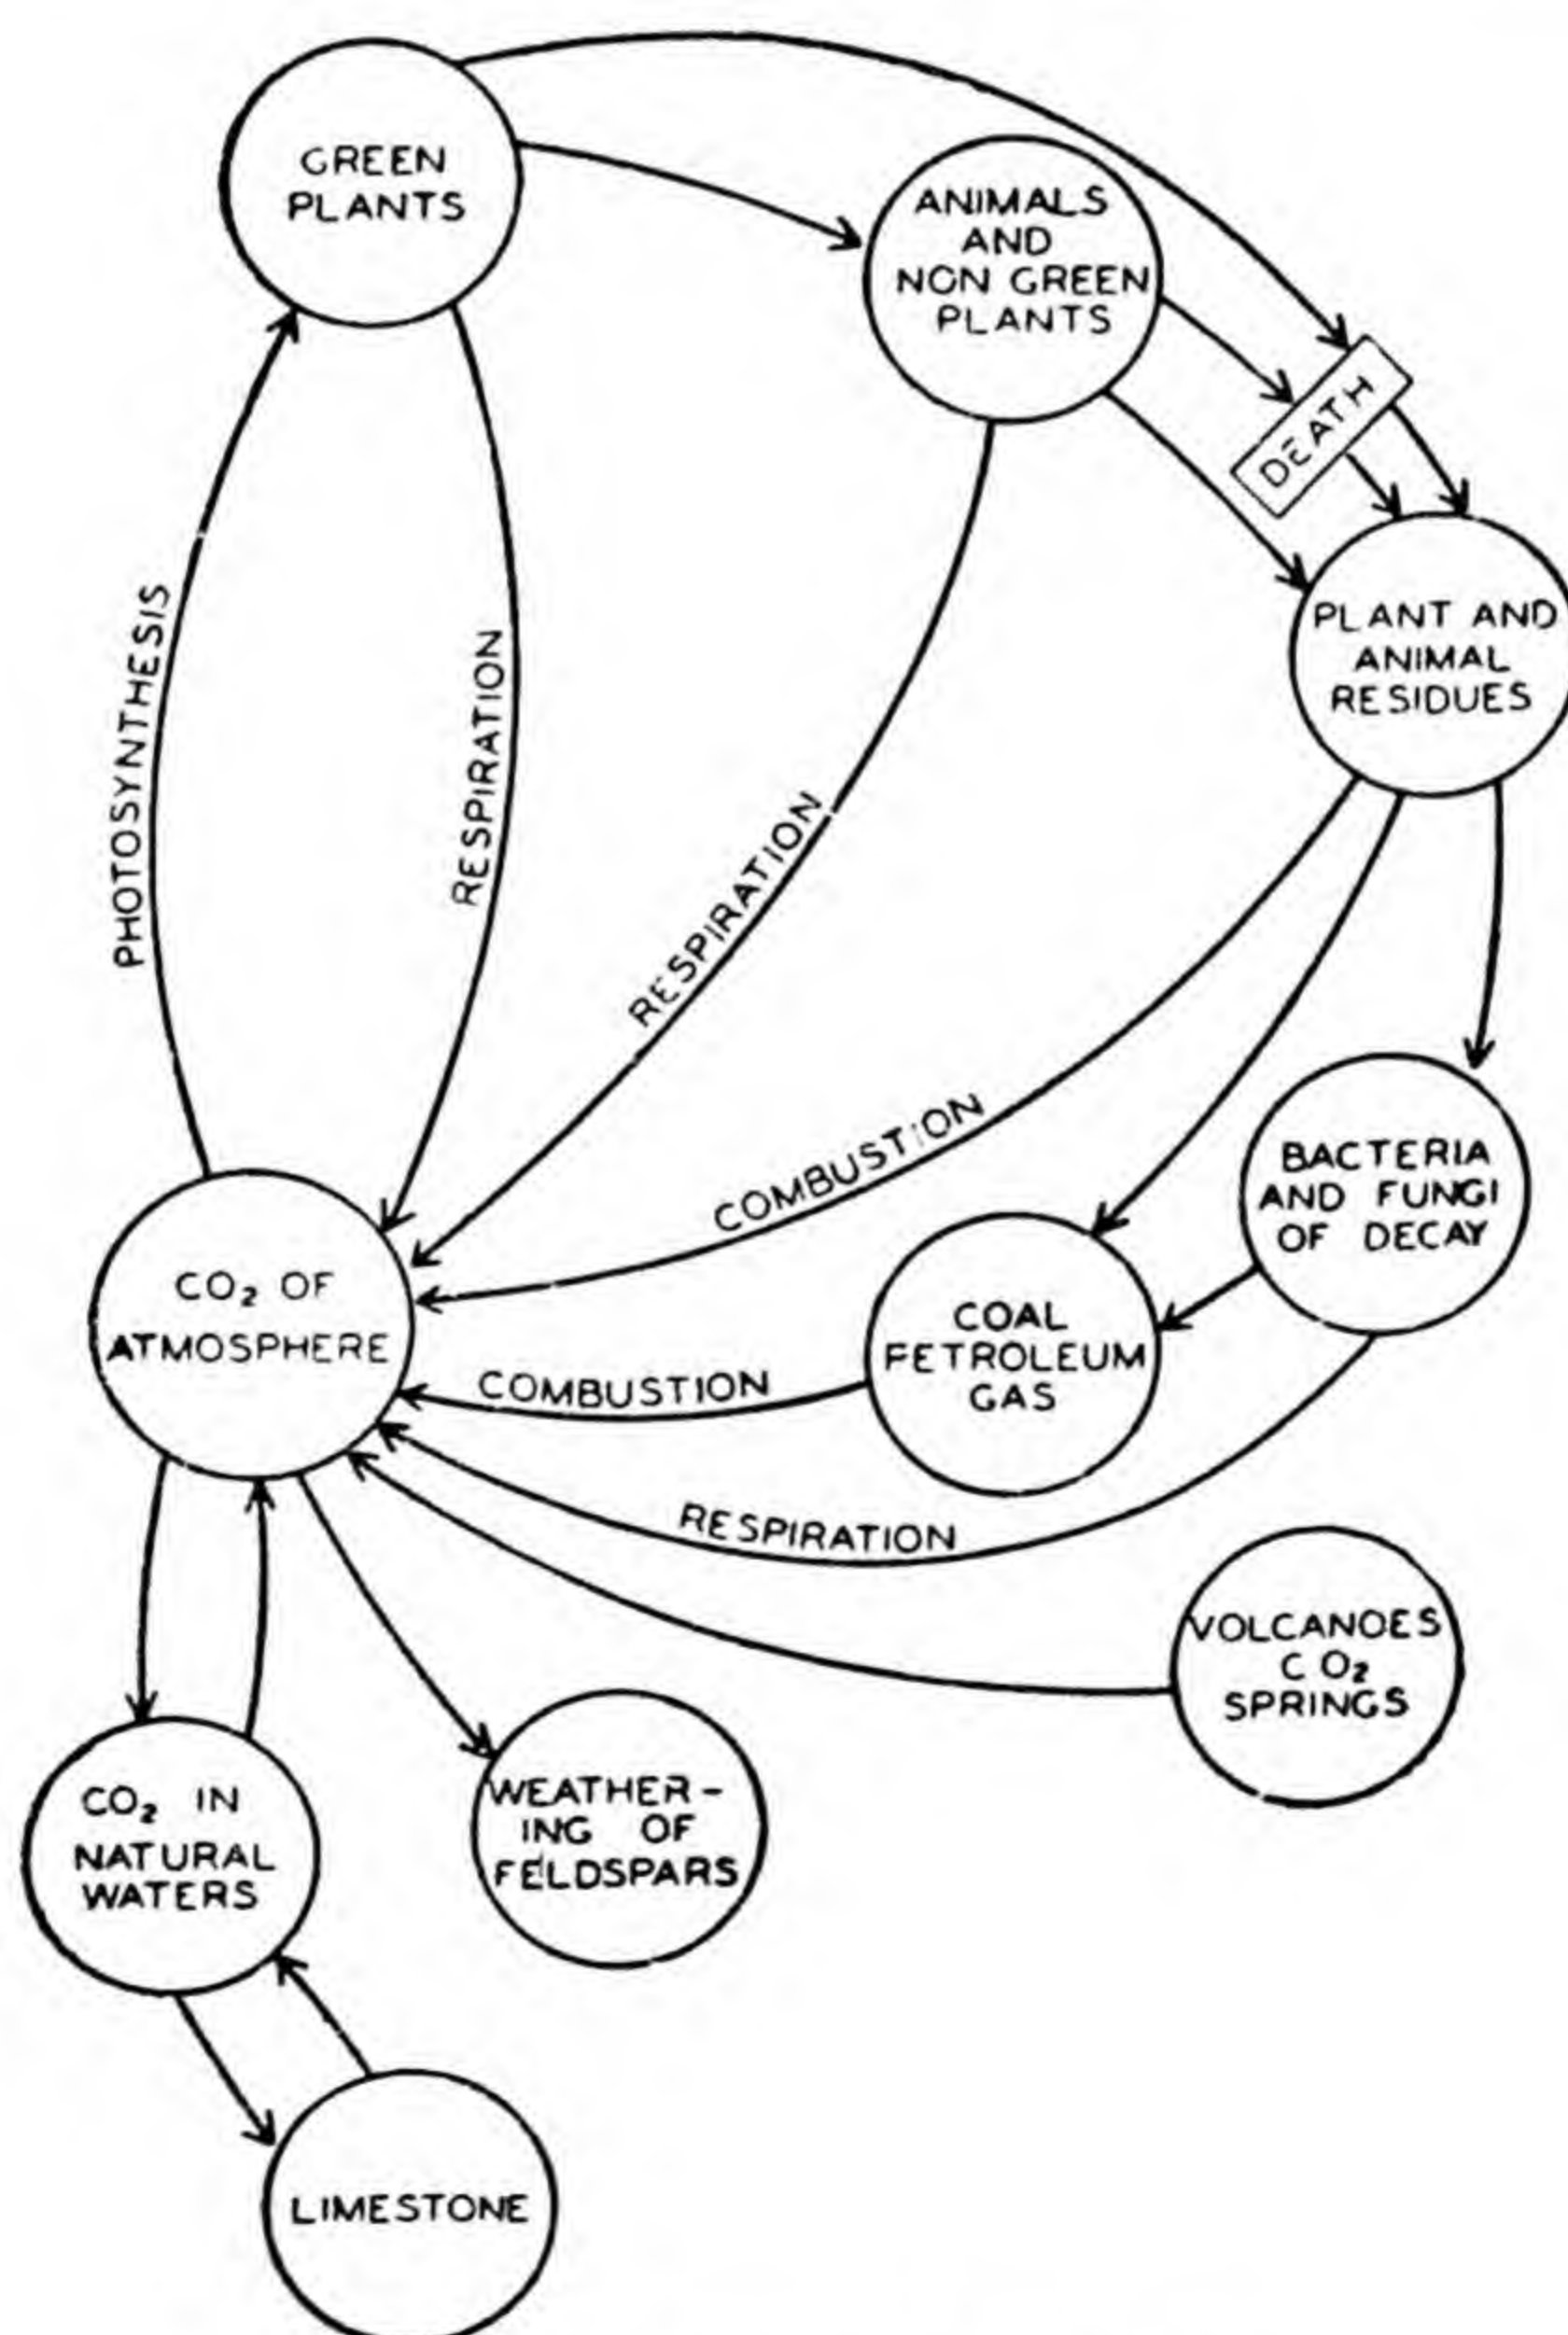 GREEN
PLANTS
ANIMALS
AND
NON GREEN
PLANTS
DEATH
PLANT AND
ANIMAL
RESIDUES
PHOTOSYNTHESIS
RESPIRATION
RESPIRATION
COMBUSTION
BACTERIA
AND FUNGI
OF DECAY
CO₂ OF
ATMOSPHERE
COAL
PETROLEUM
GAS
COMBUSTION
RESPIRATION
VOLCANOES
CO₂
SPRINGS
CO₂ IN
NATURAL
WATERS
WEATHER-
ING OF
FELDSPARS
LIMESTONE